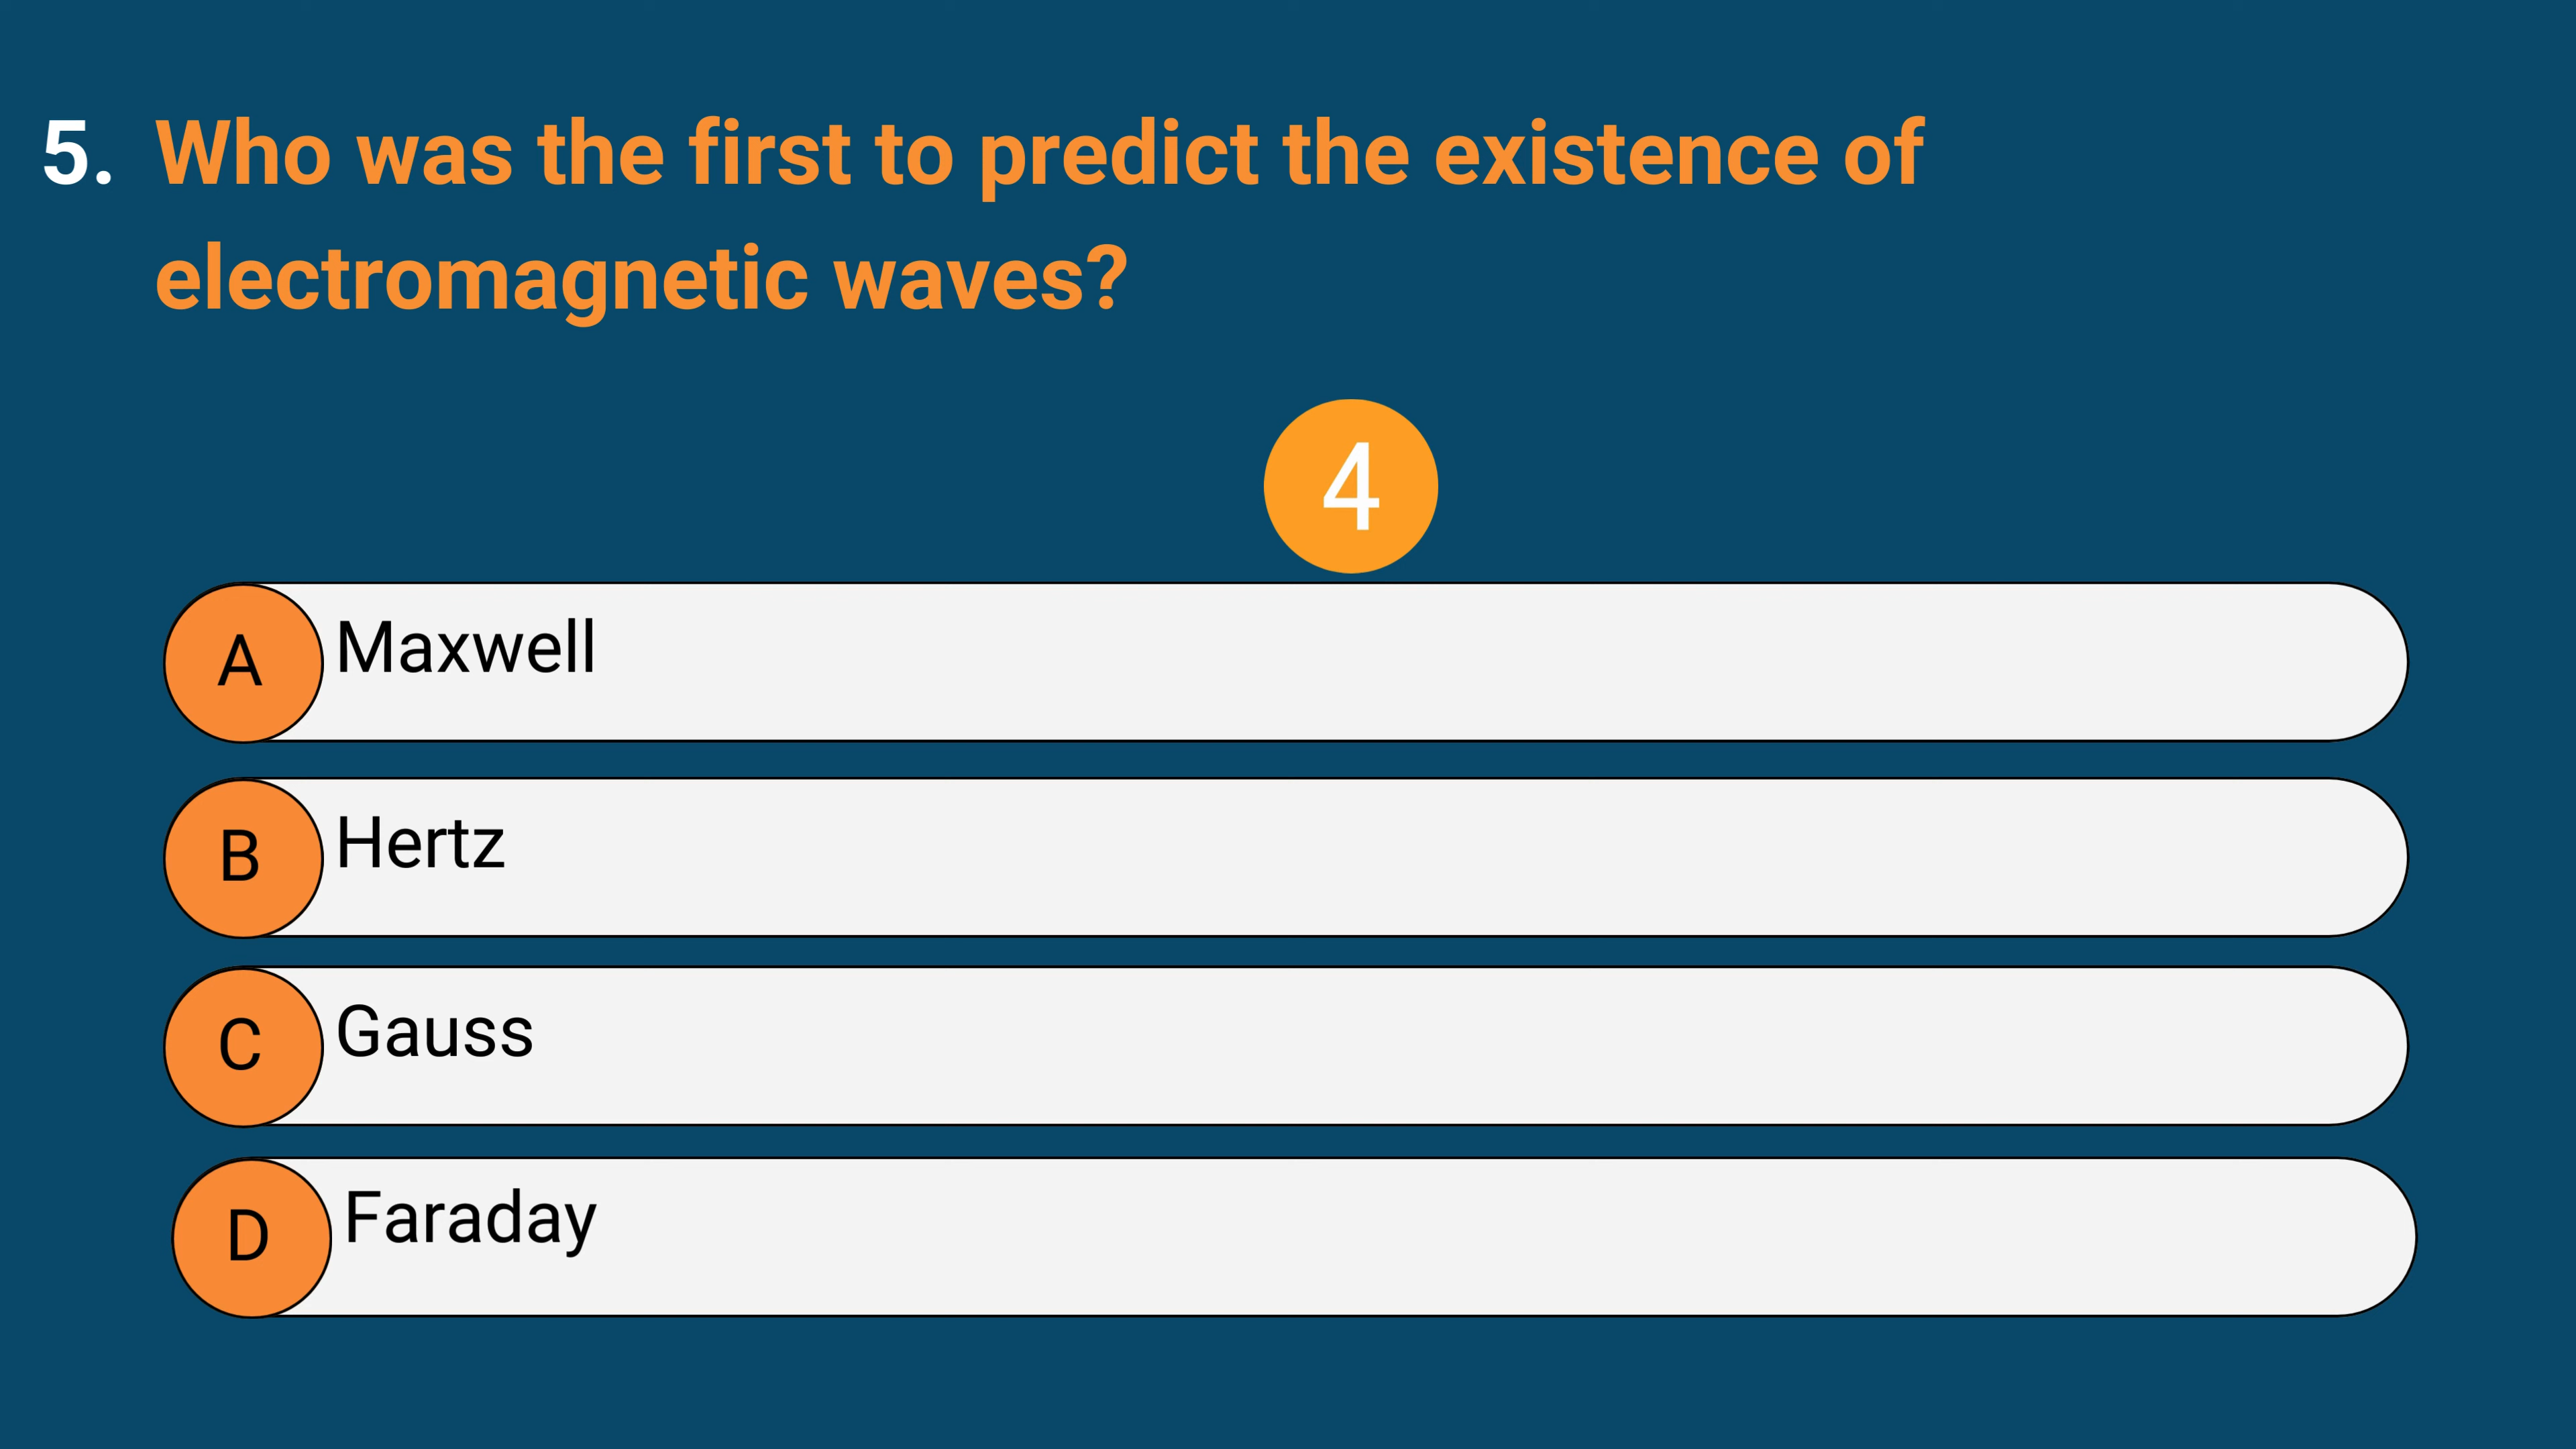 5. Who was the first to predict the existence of
electromagnetic waves?
4
A Maxwell
B Hertz
C Gauss
D Faraday